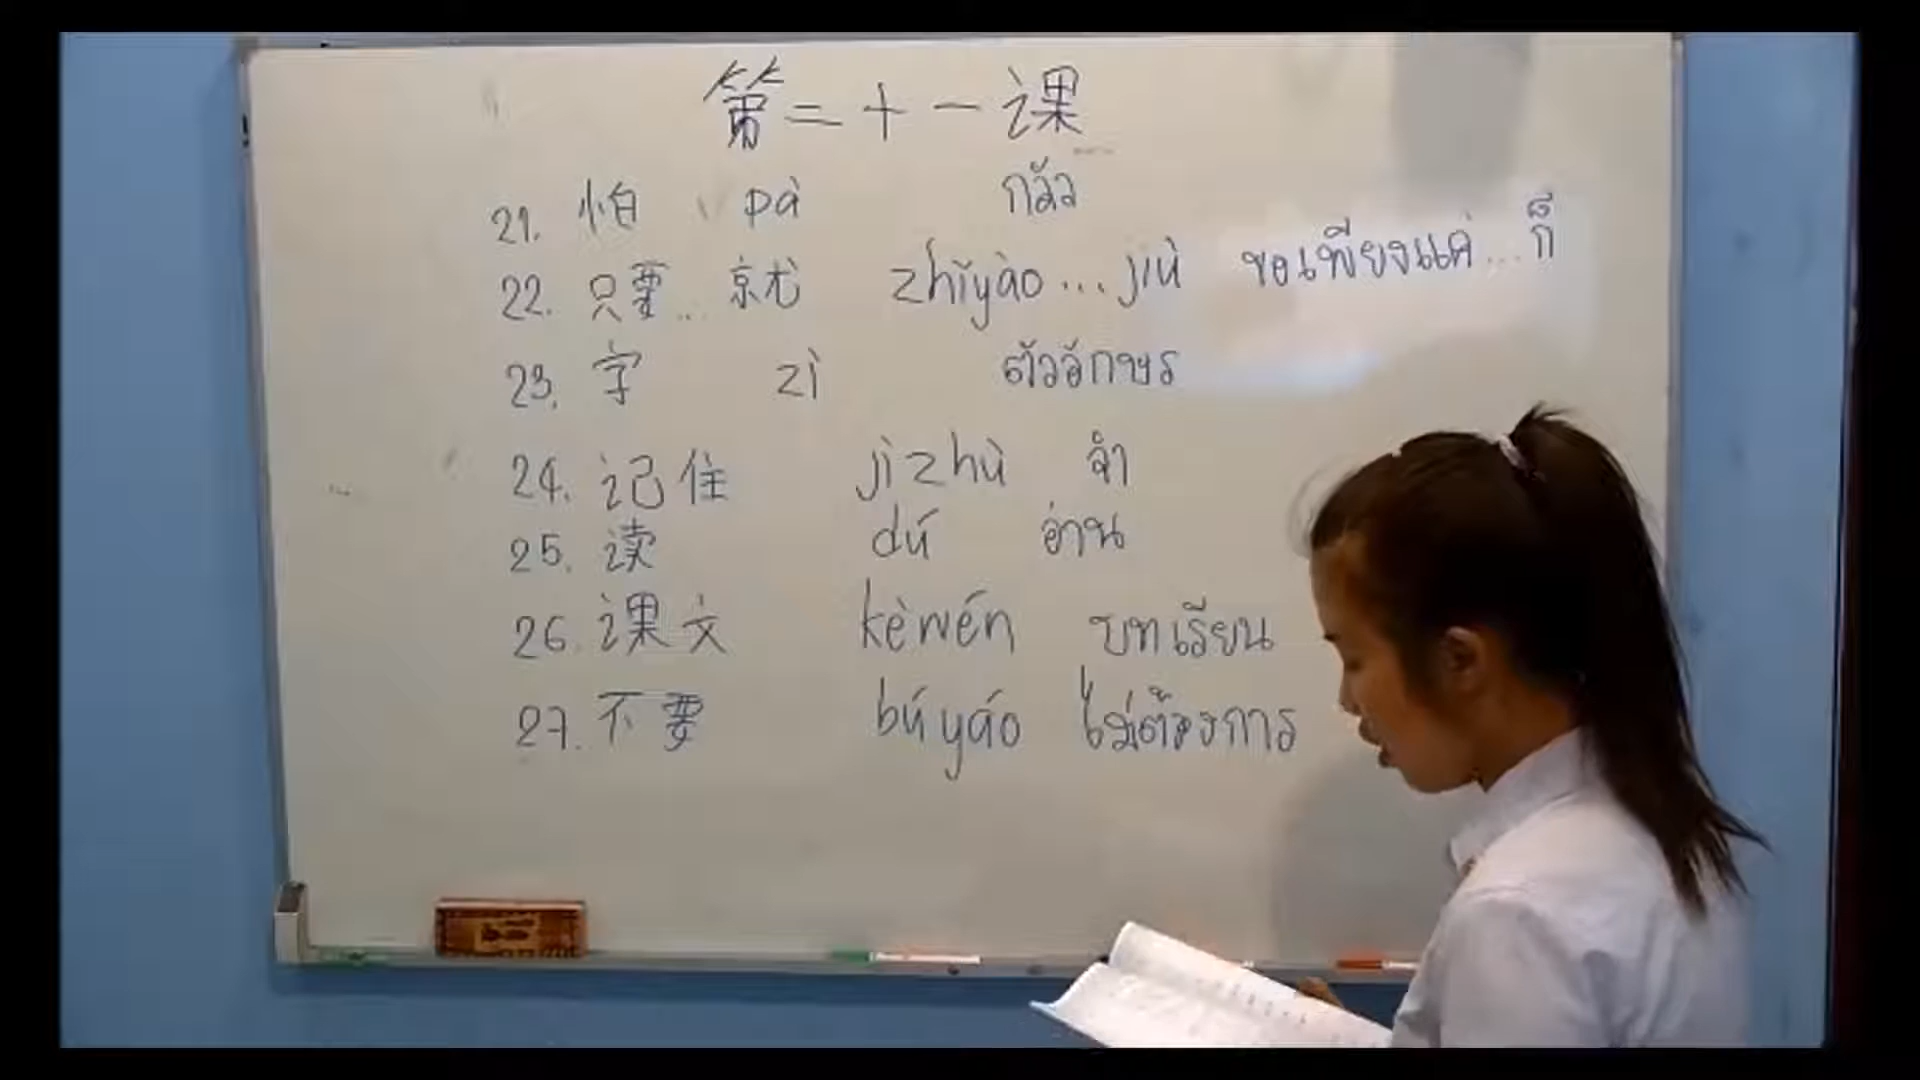 第二十一课
21. 怕 pà กลัว
22. 只要... 就 zhǐyào...jiù ขอเพียงแค่...ก็
23. 字 zì ตัวอักษร
24. 记住 jìzhù จำ
25. 读 dú อ่าน
26. 课文 kèwén บทเรียน
27. 不要 búyáo ไม่ต้องการ